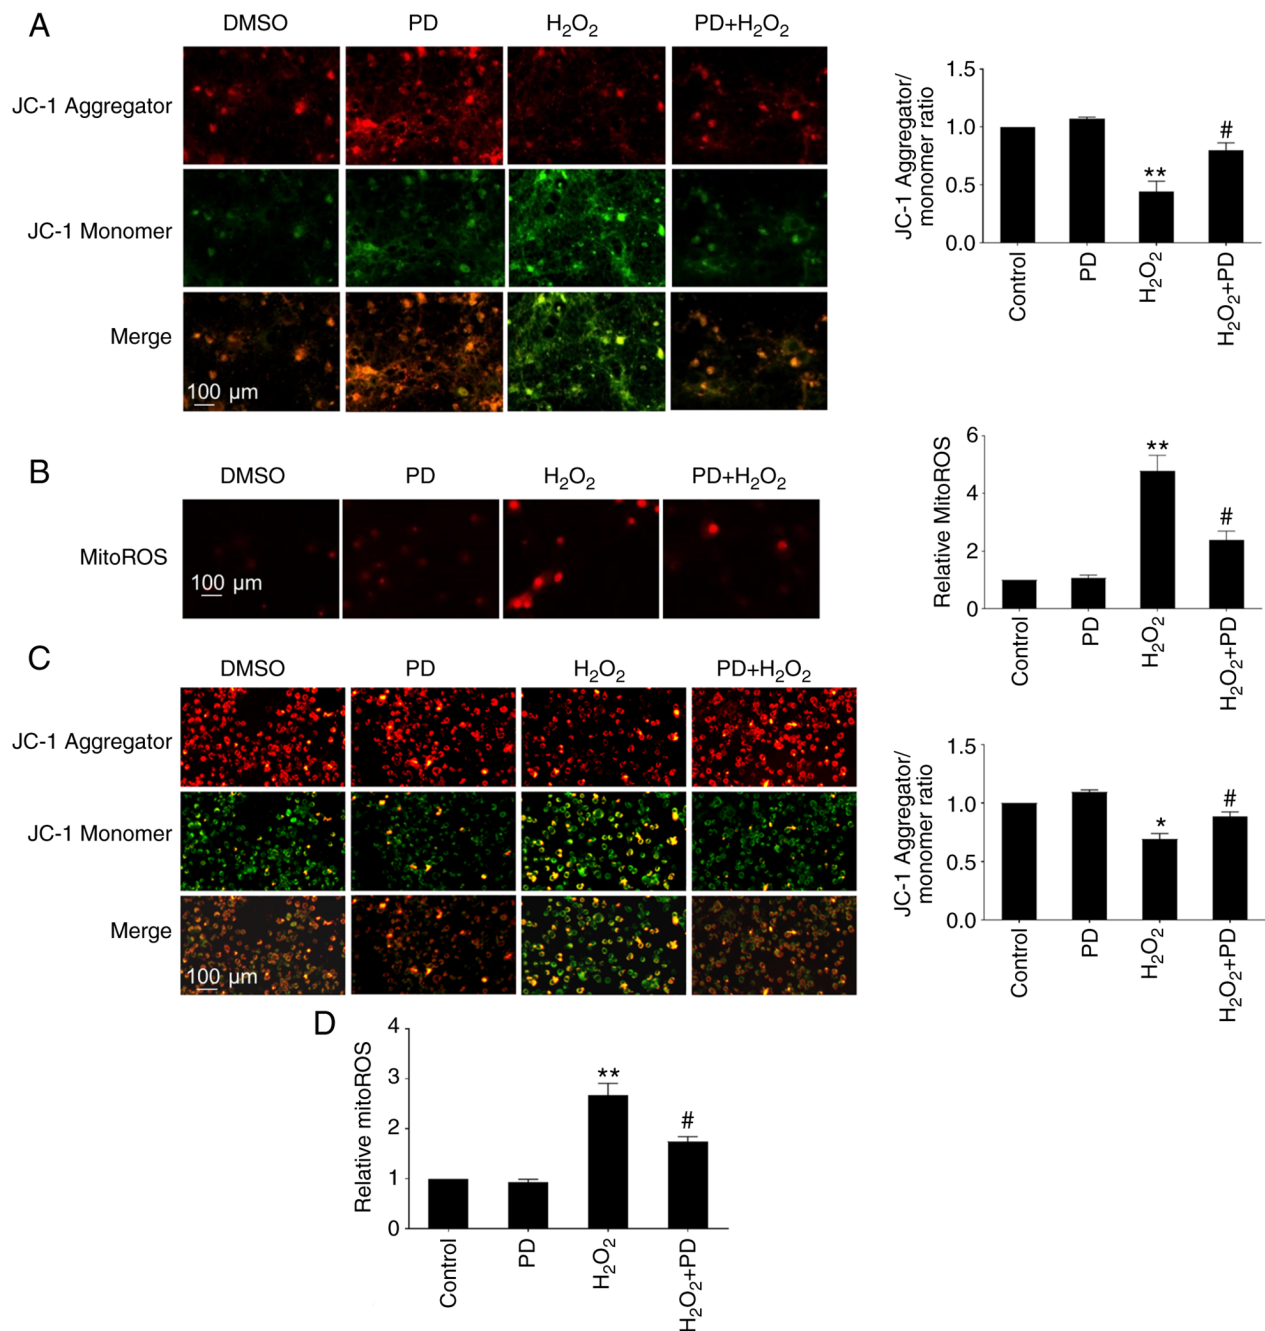 A
DMSO PD H2O2 PD+H2O2
JC-1 Aggregator
JC-1 Monomer
Merge
100 µm
JC-1 Aggregator/
monomer ratio
1.5
1.0
0.5
0.0
**
#
Control PD H2O2 H2O2+PD
B
DMSO PD H2O2 PD+H2O2
MitoROS
100 µm
Relative MitoROS
6
4
2
0
**
#
Control PD H2O2 H2O2+PD
C
DMSO PD H2O2 PD+H2O2
JC-1 Aggregator
JC-1 Monomer
Merge
100 µm
JC-1 Aggregator/
monomer ratio
1.5
1.0
0.5
0.0
*
#
Control PD H2O2 H2O2+PD
D
Relative mitoROS
4
3
2
1
0
**
#
Control PD H2O2 H2O2+PD